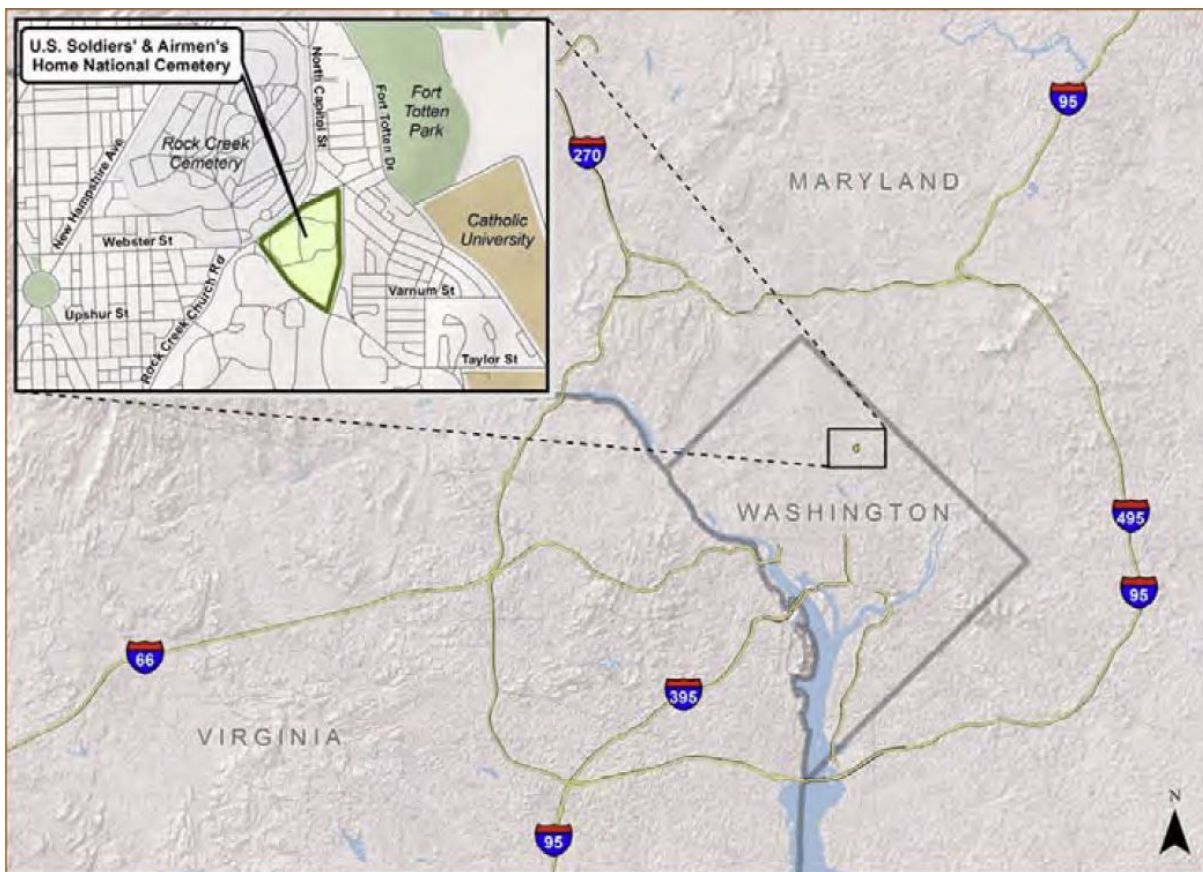 U.S. Soldiers' & Airmen's
Home National Cemetery
North Capitol St
Fort Totten Dr
Fort
Totten
Park
Rock Creek
Cemetery
New Hampshire Ave
Catholic
University
Webster St
Rock Creek Church Rd
Varnum St
Upshur St
Taylor St
95
270
MARYLAND
WASHINGTON
495
95
66
395
VIRGINIA
95
N